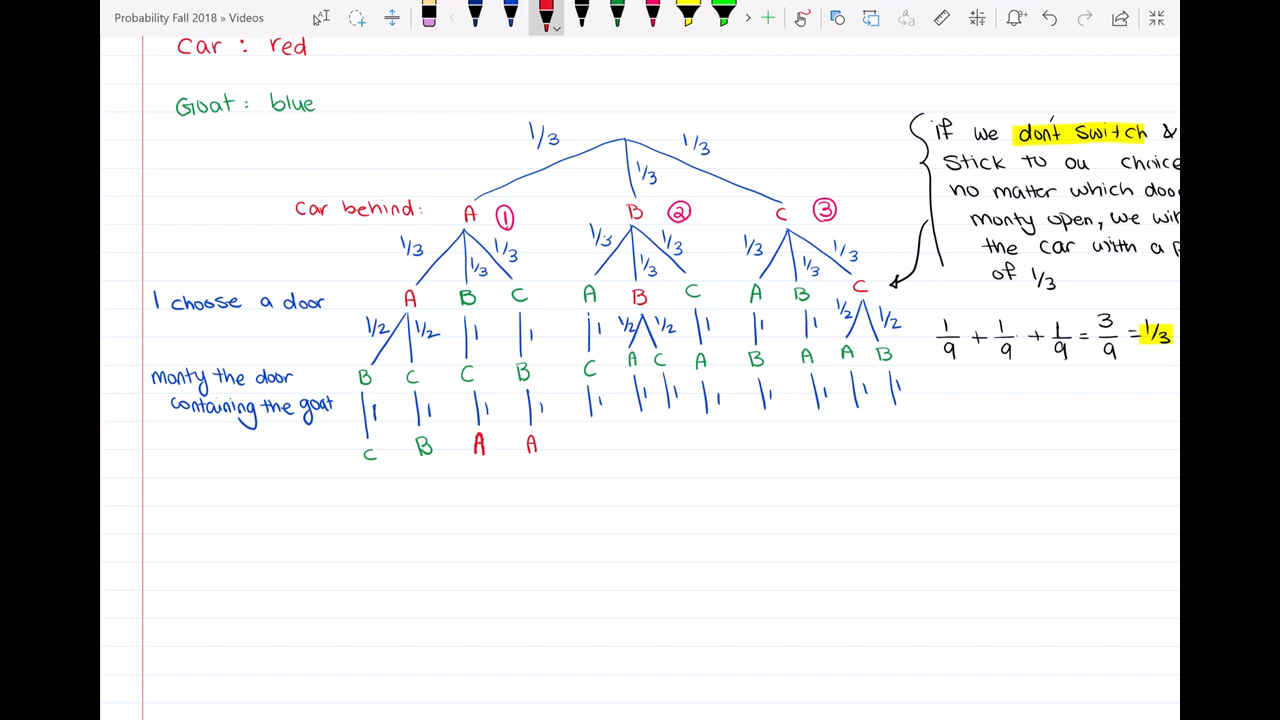 Probability Fall 2018 » Videos
Car : red
Goat : blue
1/3 1/3
1/3
if we don't switch &
stick to ou choice
no matter which doo
monty open, we wi
the car with a p
of 1/3
car behind: A ① B ② C ③
1/3 1/3 1/3 1/3 1/3 1/3 1/3 1/3 1/3
I choose a door A B C A B C A B C
1/2 1/2 1 1 1 1/2 1/2 1 1 1 1/2 1/2
1/9 + 1/9 + 1/9 = 3/9 = 1/3
monty the door B C C B C A C A B A A B
containing the goat 1 1 1 1 1 1 1 1 1 1 1 1
C B A A